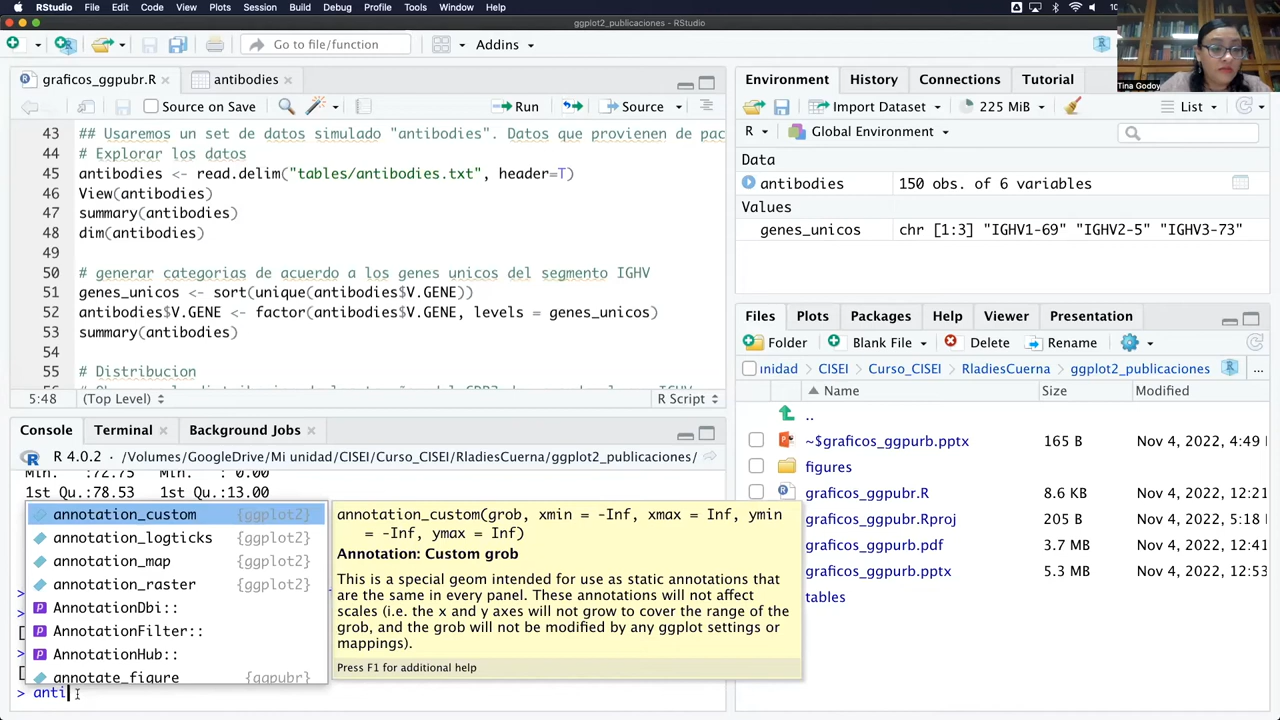 RStudio File Edit Code View Plots Session Build Debug Profile Tools Window Help
ggplot2_publicaciones - RStudio
Go to file/function
Addins
Tina Godoy
graficos_ggpubr.R
antibodies
Source on Save
Run
Source
43 ## Usaremos un set de datos simulado "antibodies". Datos que provienen de pac
44 # Explorar los datos
45 antibodies <- read.delim("tables/antibodies.txt", header=T)
46 View(antibodies)
47 summary(antibodies)
48 dim(antibodies)
49
50 # generar categorias de acuerdo a los genes unicos del segmento IGHV
51 genes_unicos <- sort(unique(antibodies$V.GENE))
52 antibodies$V.GENE <- factor(antibodies$V.GENE, levels = genes_unicos)
53 summary(antibodies)
54
55 # Distribucion
5:48 (Top Level)
R Script
Console Terminal Background Jobs
R 4.0.2 · /Volumes/GoogleDrive/Mi unidad/CISEI/Curso_CISEI/RladiesCuerna/ggplot2_publicaciones/
Min. :72.75 Min. : 0.00
1st Qu.:78.53 1st Qu.:13.00
annotation_custom {ggplot2}
annotation_logticks {ggplot2}
annotation_map {ggplot2}
annotation_raster {ggplot2}
AnnotationDbi::
AnnotationFilter::
AnnotationHub::
annotate_figure {ggpubr}
> anti
annotation_custom(grob, xmin = -Inf, xmax = Inf, ymin
= -Inf, ymax = Inf)
Annotation: Custom grob
This is a special geom intended for use as static annotations that
are the same in every panel. These annotations will not affect
scales (i.e. the x and y axes will not grow to cover the range of the
grob, and the grob will not be modified by any ggplot settings or
mappings).
Press F1 for additional help
Environment History Connections Tutorial
Import Dataset 225 MiB List
R Global Environment
Data
antibodies 150 obs. of 6 variables
Values
genes_unicos chr [1:3] "IGHV1-69" "IGHV2-5" "IGHV3-73"
Files Plots Packages Help Viewer Presentation
Folder Blank File Delete Rename
unidad CISEI Curso_CISEI RladiesCuerna ggplot2_publicaciones ...
Name Size Modified
..
~$graficos_ggpurb.pptx 165 B Nov 4, 2022, 4:49
figures
graficos_ggpubr.R 8.6 KB Nov 4, 2022, 12:21
graficos_ggpubr.Rproj 205 B Nov 4, 2022, 5:18
graficos_ggpurb.pdf 3.7 MB Nov 4, 2022, 12:41
graficos_ggpurb.pptx 5.3 MB Nov 4, 2022, 12:53
tables